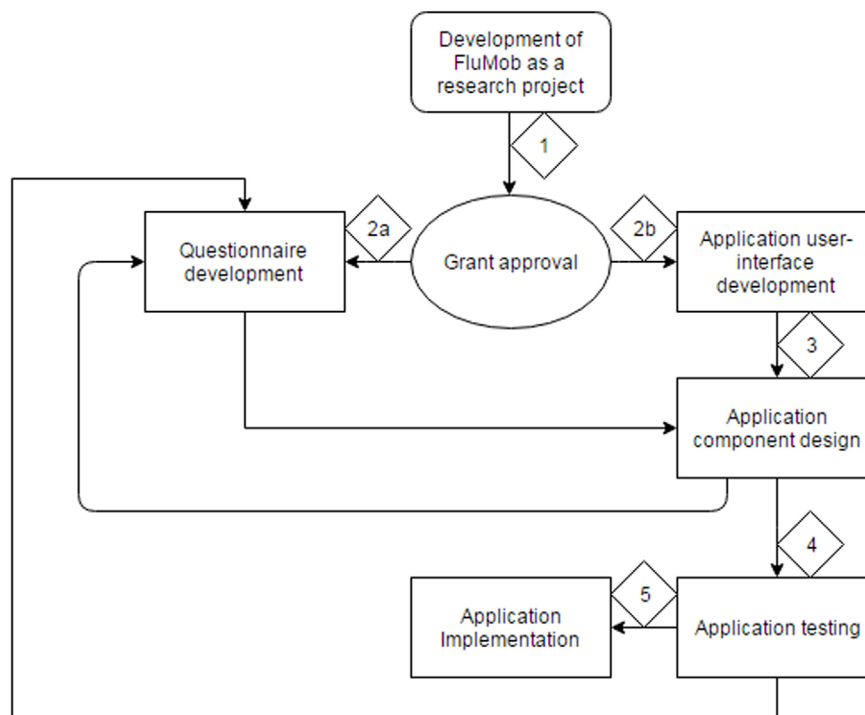 Development of
FluMob as a
research project
1
2a
2b
Questionnaire
development
Grant approval
Application user-
interface
development
3
Application
component design
4
5
Application
Implementation
Application testing